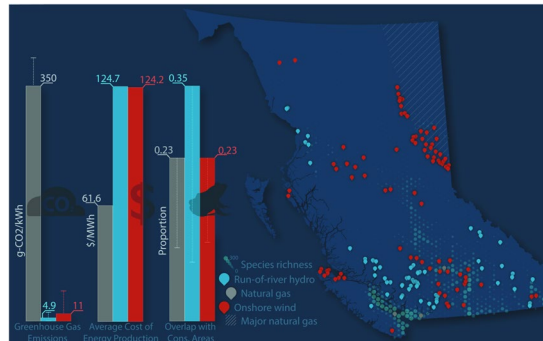 350
124.7
124.2
0.35
0.23
0.23
61.6
4.9
11
g-CO2/kWh
$/MWh
Proportion
CO
$
Greenhouse Gas
Emissions
Average Cost of
Energy Production
Overlap with
Cons. Areas
Species richness
Run-of-river hydro
Natural gas
Onshore wind
Major natural gas